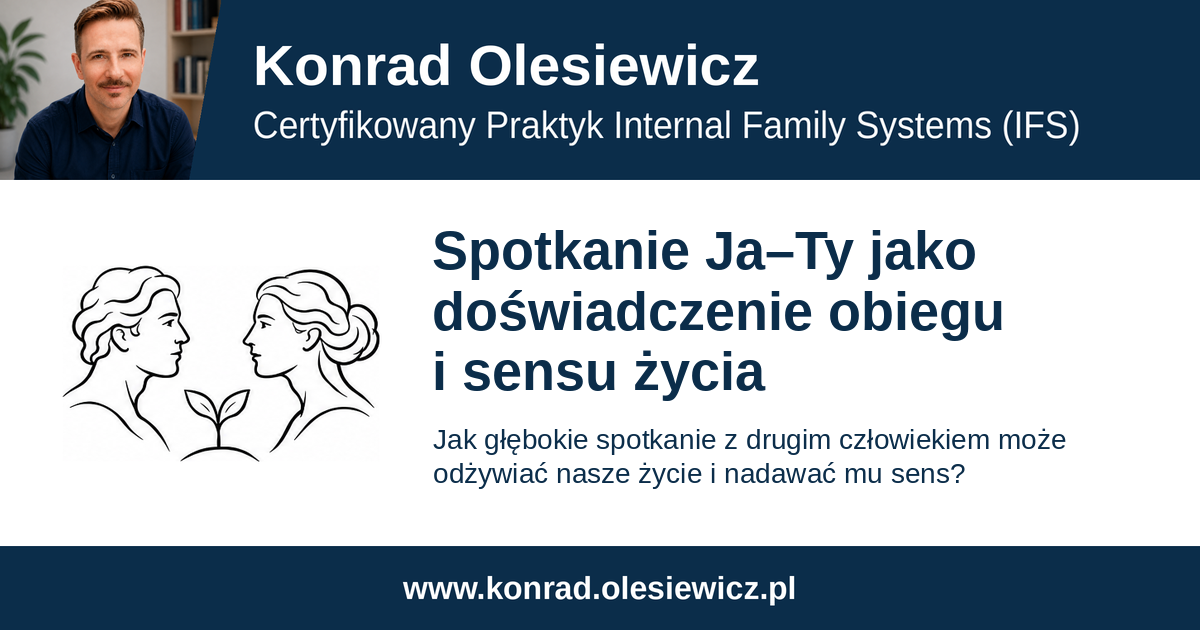 Konrad Olesiewicz
Certyfikowany Praktyk Internal Family Systems (IFS)
Spotkanie Ja–Ty jako
doświadczenie obiegu
i sensu życia
Jak głębokie spotkanie z drugim człowiekiem może
odżywiać nasze życie i nadawać mu sens?
www.konrad.olesiewicz.pl